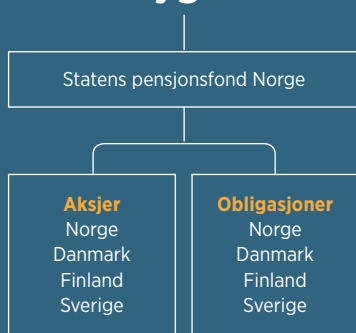 Statens pensjonsfond Norge
Aksjer
Norge
Danmark
Finland
Sverige
Obligasjoner
Norge
Danmark
Finland
Sverige